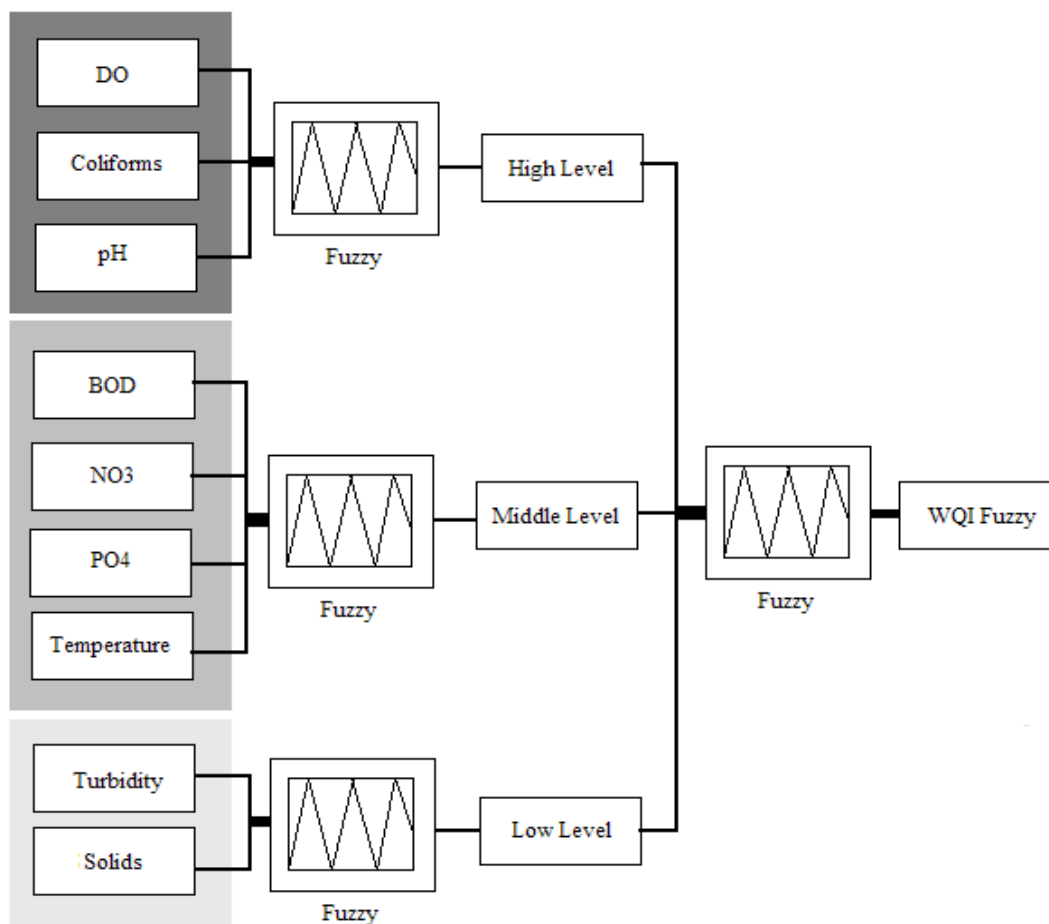 DO
Coliforms
pH
Fuzzy
High Level
BOD
NO3
PO4
Temperature
Fuzzy
Middle Level
Turbidity
Solids
Fuzzy
Low Level
Fuzzy
WQI Fuzzy